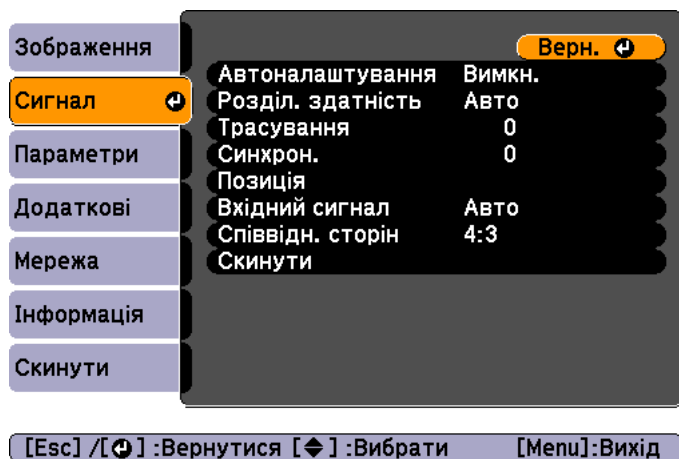 Зображення
Сигнал
Параметри
Додаткові
Мережа
Інформація
Скинути
Верн.
Автоналаштування Вимкн.
Розділ. здатність Авто
Трасування 0
Синхрон. 0
Позиція
Вхідний сигнал Авто
Співвідн. сторін 4:3
Скинути
[Esc] /[ ] :Вернутися [ ] :Вибрати [Menu]:Вихід